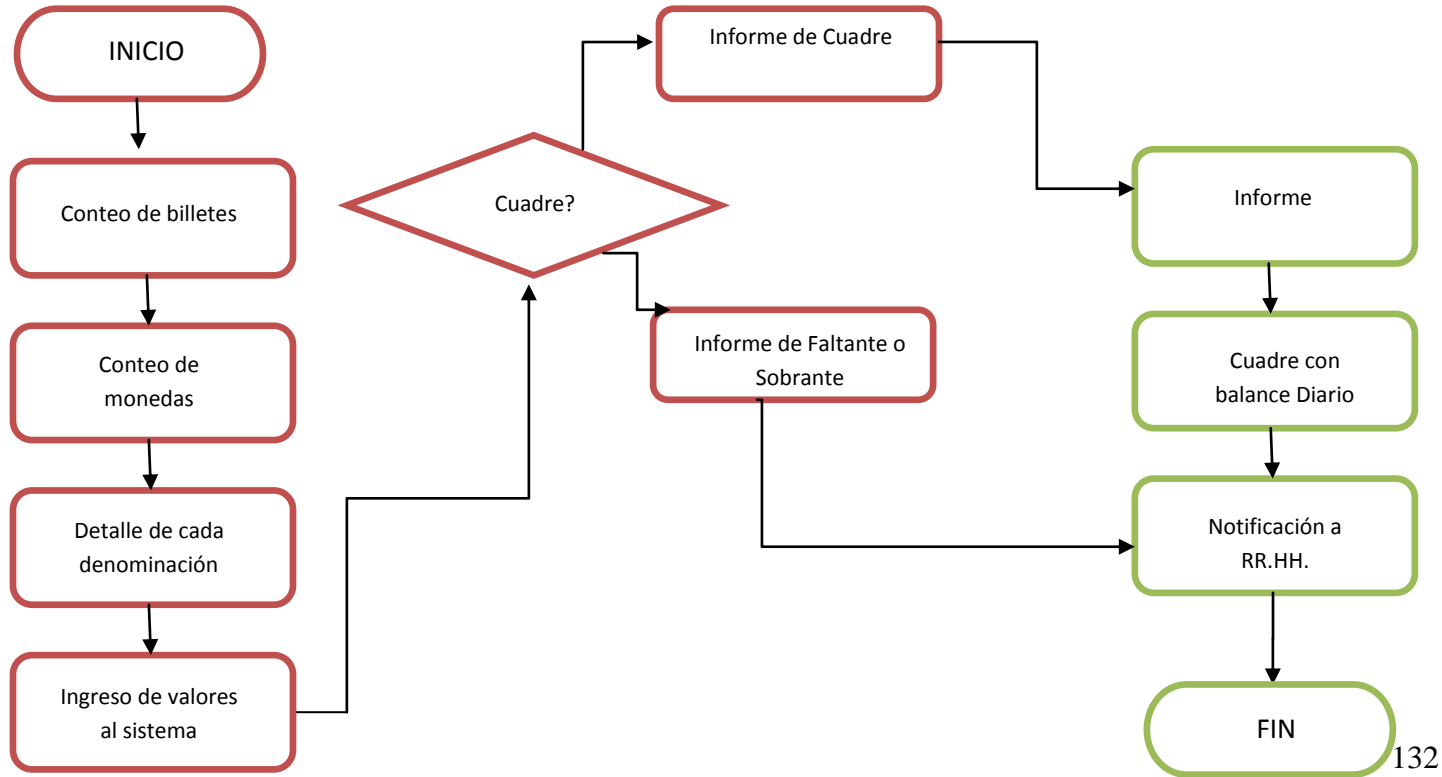 INICIO
Conteo de billetes
Conteo de
monedas
Detalle de cada
denominación
Ingreso de valores
al sistema
Cuadre?
Informe de Cuadre
Informe de Faltante o
Sobrante
Informe
Cuadre con
balance Diario
Notificación a
RR.HH.
FIN
132